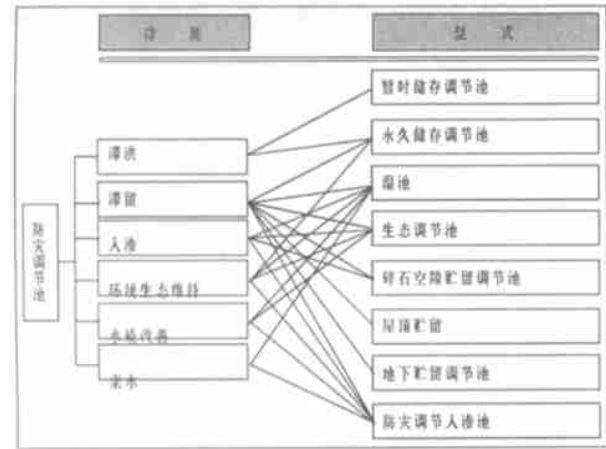 功 能
型 式
防灾调节池
滞洪
滞留
入渗
环境生态维持
水质改善
亲水
暂时储存调节池
永久储存调节池
湿池
生态调节池
碎石空隙贮留调节池
屋顶贮留
地下贮留调节池
防灾调节入渗池